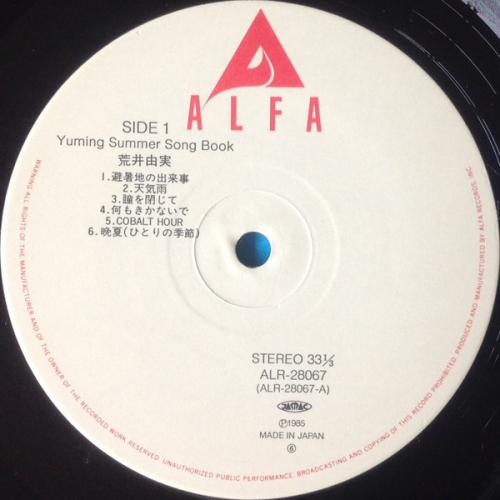 ALFA
SIDE 1
Yuming Summer Song Book
荒井由実
1.避暑地の出来事
2.天気雨
3.瞳を閉じて
4.何もきかないで
5.COBALT HOUR
6.晩夏(ひとりの季節)
STEREO 33⅓
ALR-28067
(ALR-28067-A)
JASRAC
Ⓟ1985
MADE IN JAPAN
⑥
WARNING: ALL RIGHTS OF THE MANUFACTURER AND OF THE OWNER OF THE RECORDED WORK RESERVED. UNAUTHORIZED PUBLIC PERFORMANCE, BROADCASTING AND COPYING OF THIS RECORD PROHIBITED. PRODUCED AND MANUFACTURED BY ALFA RECORDS, INC.